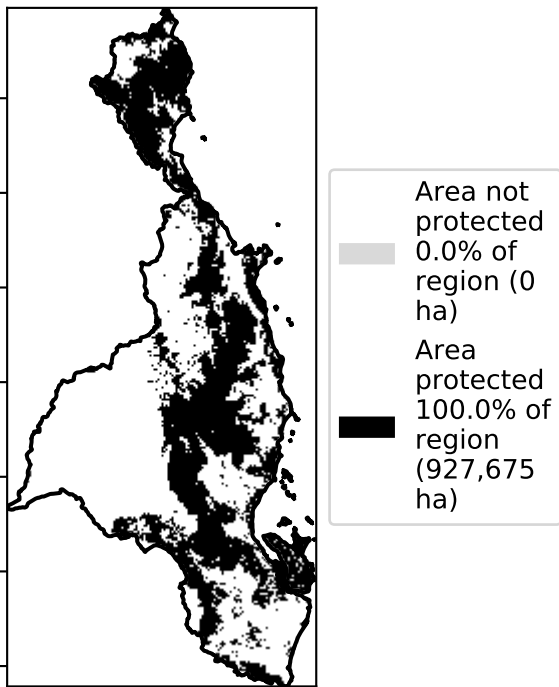 Area not
protected
0.0% of
region (0
ha)
Area
protected
100.0% of
region
(927,675
ha)